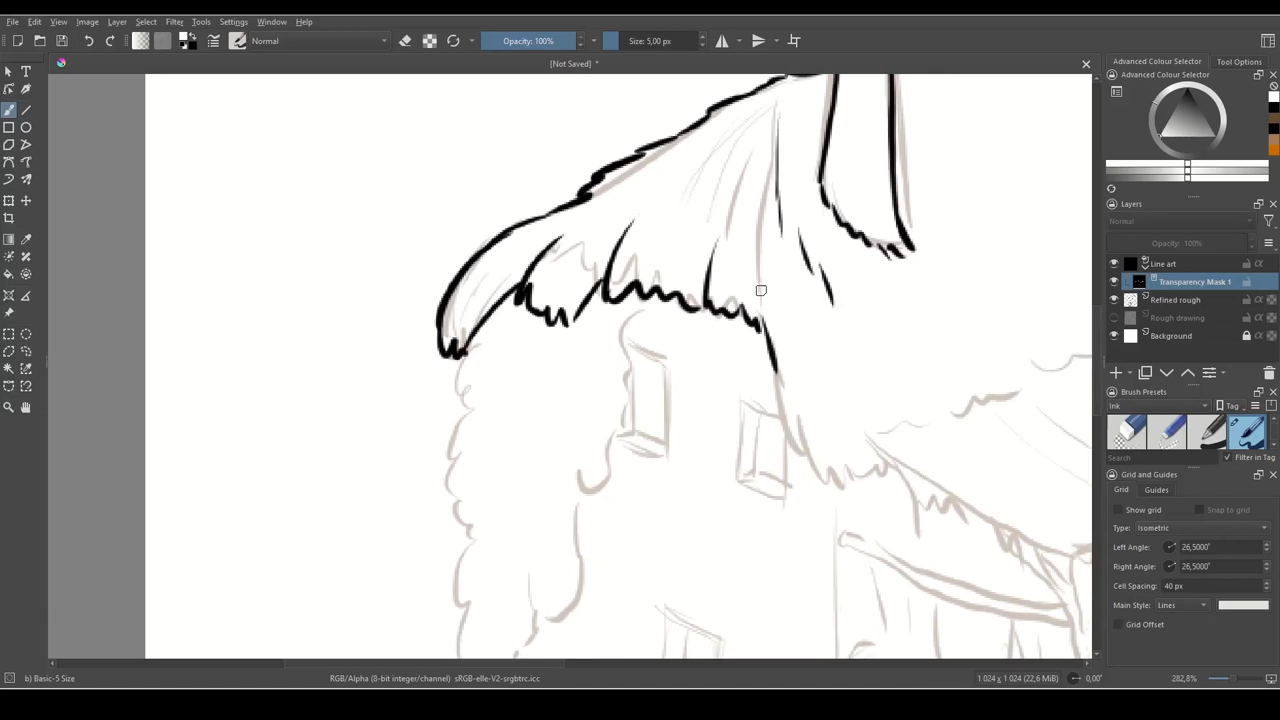 File Edit View Image Layer Select Filter Tools Settings Window Help
Normal Opacity: 100% Size: 5,00 px
[Not Saved] *
Advanced Colour Selector Tool Options
Advanced Colour Selector
Layers
Normal
Opacity: 100%
Line art
Transparency Mask 1
Refined rough
Rough drawing
Background
Brush Presets
Ink Tag
Search Filter in Tag
Grid and Guides
Grid Guides
Show grid Snap to grid
Type: Isometric
Left Angle: 26,5000°
Right Angle: 26,5000°
Cell Spacing: 40 px
Main Style: Lines
Grid Offset
b) Basic-5 Size RGB/Alpha (8-bit integer/channel) sRGB-elle-V2-srgbtrc.icc 1 024 x 1 024 (22,6 MiB) 0,00° 282,8%